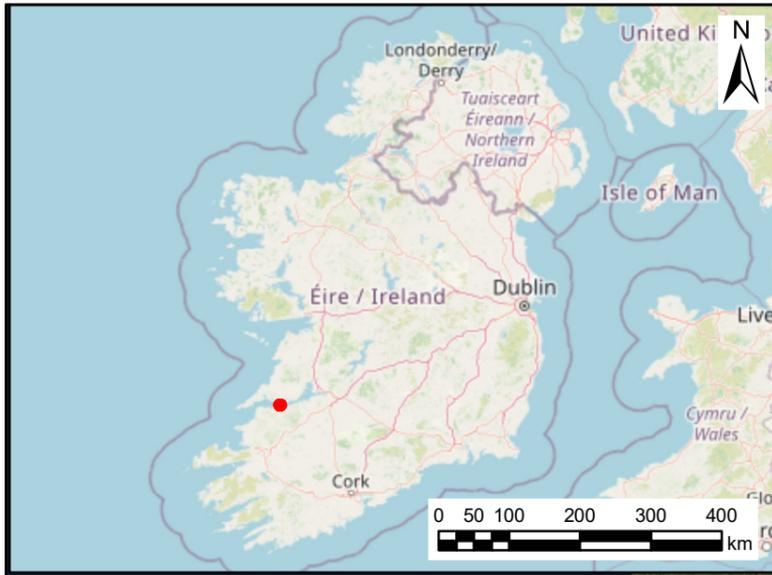 United Ki
N
Londonderry/
Derry
Tuaisceart
Éireann /
Northern
Ireland
Isle of Man
Éire / Ireland
Dublin
Live
Cymru /
Wales
Cork
Glo
0 50 100 200 300 400
km